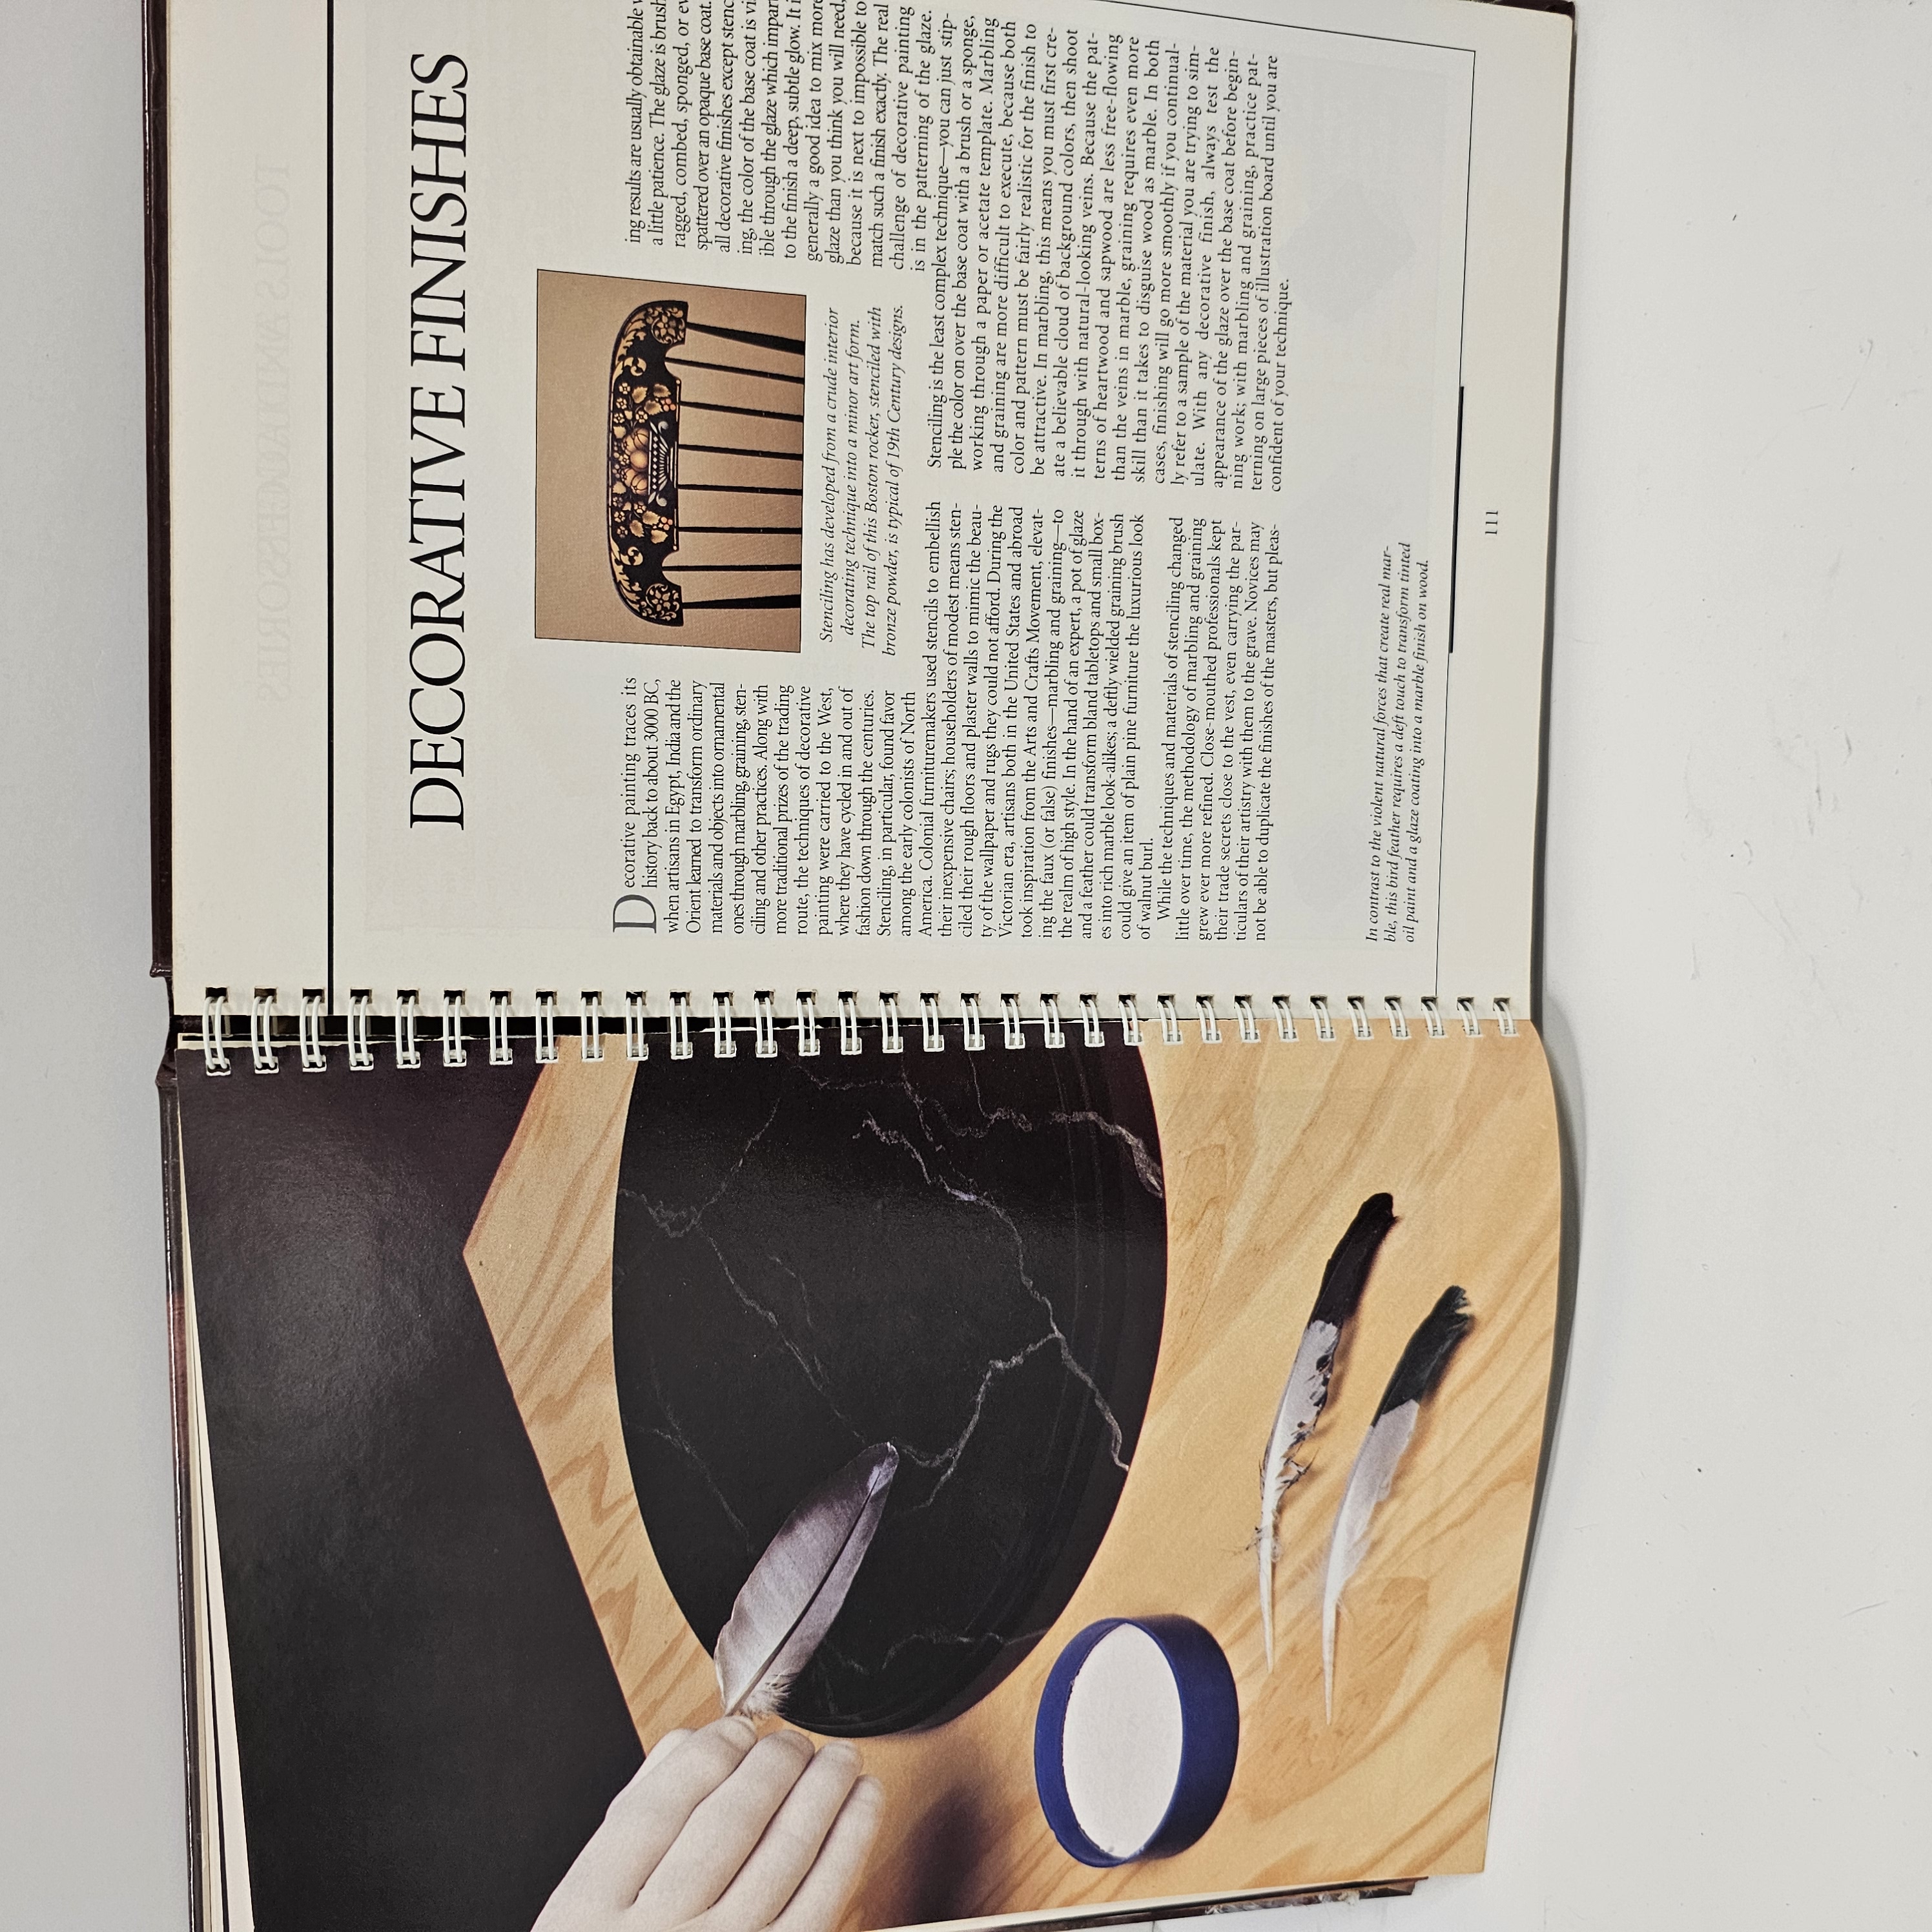 TOOLS AND ACCESSORIES
DECORATIVE FINISHES
Decorative painting traces its
history back to about 3000 BC,
when artisans in Egypt, India and the
Orient learned to transform ordinary
materials and objects into ornamental
ones through marbling, graining, sten-
ciling and other practices. Along with
more traditional prizes of the trading
route, the techniques of decorative
painting were carried to the West,
where they have cycled in and out of
fashion down through the centuries.
Stenciling, in particular, found favor
among the early colonists of North
America. Colonial furnituremakers used stencils to embellish
their inexpensive chairs; householders of modest means sten-
ciled their rough floors and plaster walls to mimic the beau-
ty of the wallpaper and rugs they could not afford. During the
Victorian era, artisans both in the United States and abroad
took inspiration from the Arts and Crafts Movement, elevat-
ing the faux (or false) finishes—marbling and graining—to
the realm of high style. In the hand of an expert, a pot of glaze
and a feather could transform bland tabletops and small box-
es into rich marble look-alikes; a deftly wielded graining brush
could give an item of plain pine furniture the luxurious look
of walnut burl.
While the techniques and materials of stenciling changed
little over time, the methodology of marbling and graining
grew ever more refined. Close-mouthed professionals kept
their trade secrets close to the vest, even carrying the par-
ticulars of their artistry with them to the grave. Novices may
not be able to duplicate the finishes of the masters, but pleas-
Stenciling has developed from a crude interior
decorating technique into a minor art form.
The top rail of this Boston rocker, stenciled with
bronze powder, is typical of 19th Century designs.
ing results are usually obtainable
a little patience. The glaze is
ragged, combed, sponged, or
spattered over an opaque base coat.
all decorative finishes except
ing, the color of the base coat is
ible through the glaze which
to the finish a deep, subtle glow. It
generally a good idea to mix more
glaze than you think you will need,
because it is next to impossible to
match such a finish exactly. The real
challenge of decorative painting
is in the patterning of the glaze.
Stenciling is the least complex technique—you can just stip-
ple the color on over the base coat with a brush or a sponge,
working through a paper or acetate template. Marbling
and graining are more difficult to execute, because both
color and pattern must be fairly realistic for the finish to
be attractive. In marbling, this means you must first cre-
ate a believable cloud of background colors, then shoot
it through with natural-looking veins. Because the pat-
terns of heartwood and sapwood are less free-flowing
than the veins in marble, graining requires even more
skill than it takes to disguise wood as marble. In both
cases, finishing will go more smoothly if you continual-
ly refer to a sample of the material you are trying to sim-
ulate. With any decorative finish, always test the
appearance of the glaze over the base coat before begin-
ning work; with marbling and graining, practice pat-
terning on large pieces of illustration board until you are
confident of your technique.
In contrast to the violent natural forces that create real mar-
ble, this bird feather requires a deft touch to transform tinted
oil paint and a glaze coating into a marble finish on wood.
111